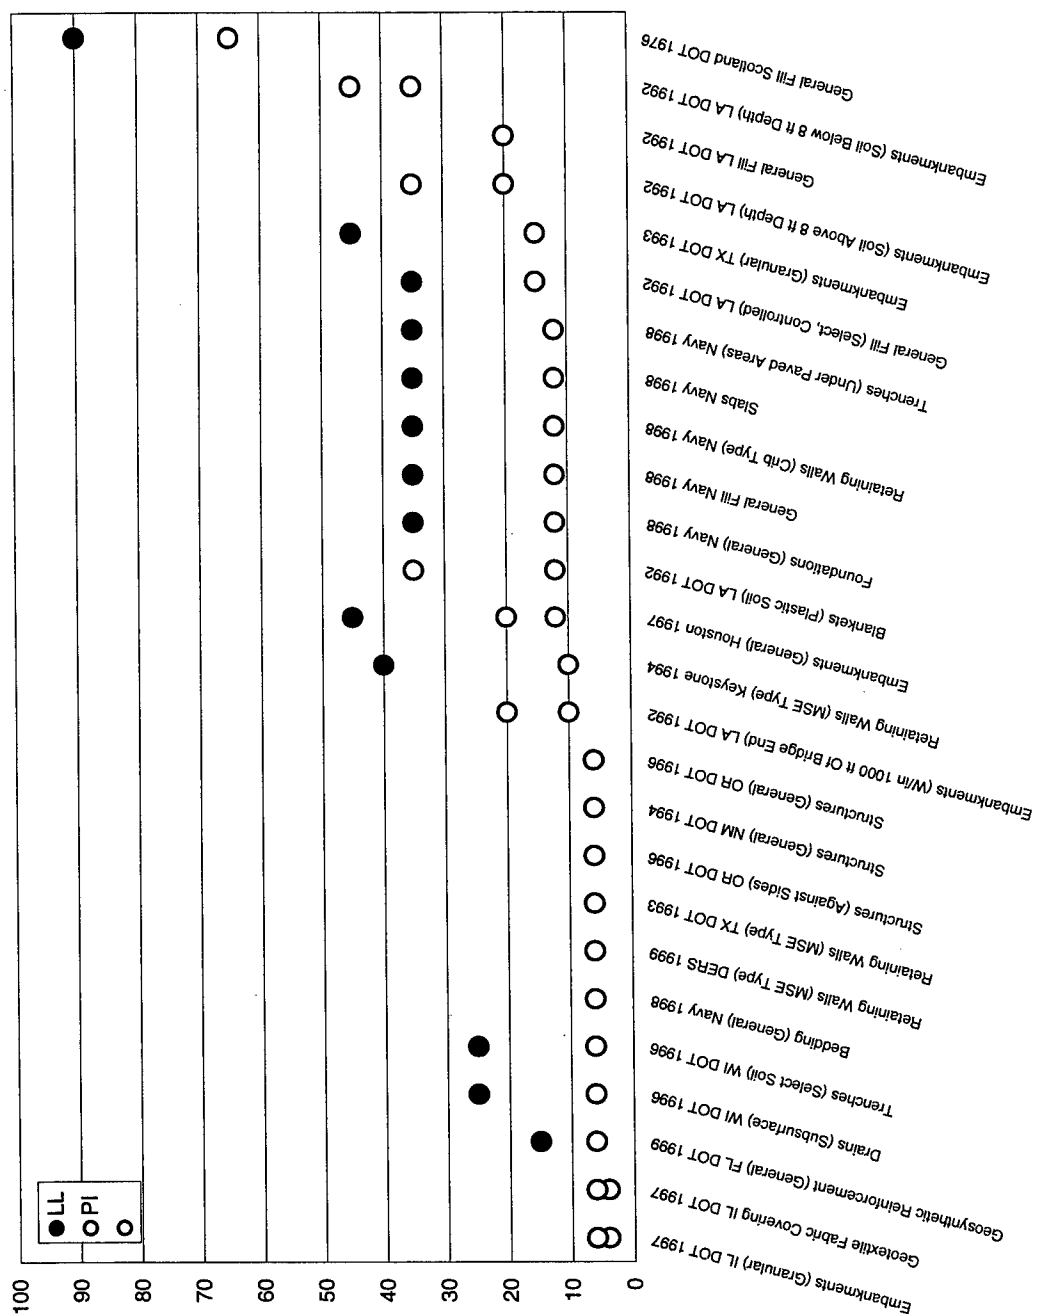 LL
PI
100
90
80
70
60
50
40
30
20
10
0
Embankments (Granular) IL DOT 1997
Geotextile Fabric Covering IL DOT 1997
Geosynthetic Reinforcement (General) FL DOT 1999
Drains (Subsurface) WI DOT 1996
Trenches (Select Soil) WI DOT 1996
Bedding (General) Navy 1998
Retaining Walls (MSE Type) DERS 1999
Retaining Walls (MSE Type) TX DOT 1993
Structures (Against Sides) OR DOT 1996
Structures (General) NM DOT 1994
Structures (General) OR DOT 1996
Embankments (W/in 1000 ft Of Bridge End) LA DOT 1992
Retaining Walls (MSE Type) Keystone 1994
Embankments (General) Houston 1997
Blankets (Plastic Soil) LA DOT 1992
Foundations (General) Navy 1998
General Fill Navy 1998
Retaining Walls (Crib Type) Navy 1998
Slabs Navy 1998
Trenches (Under Paved Areas) Navy 1998
General Fill (Select, Controlled) LA DOT 1992
Embankments (Granular) TX DOT 1993
Embankments (Soil Above 8 ft Depth) LA DOT 1992
General Fill LA DOT 1992
Embankments (Soil Below 8 ft Depth) LA DOT 1992
General Fill Scotland DOT 1976